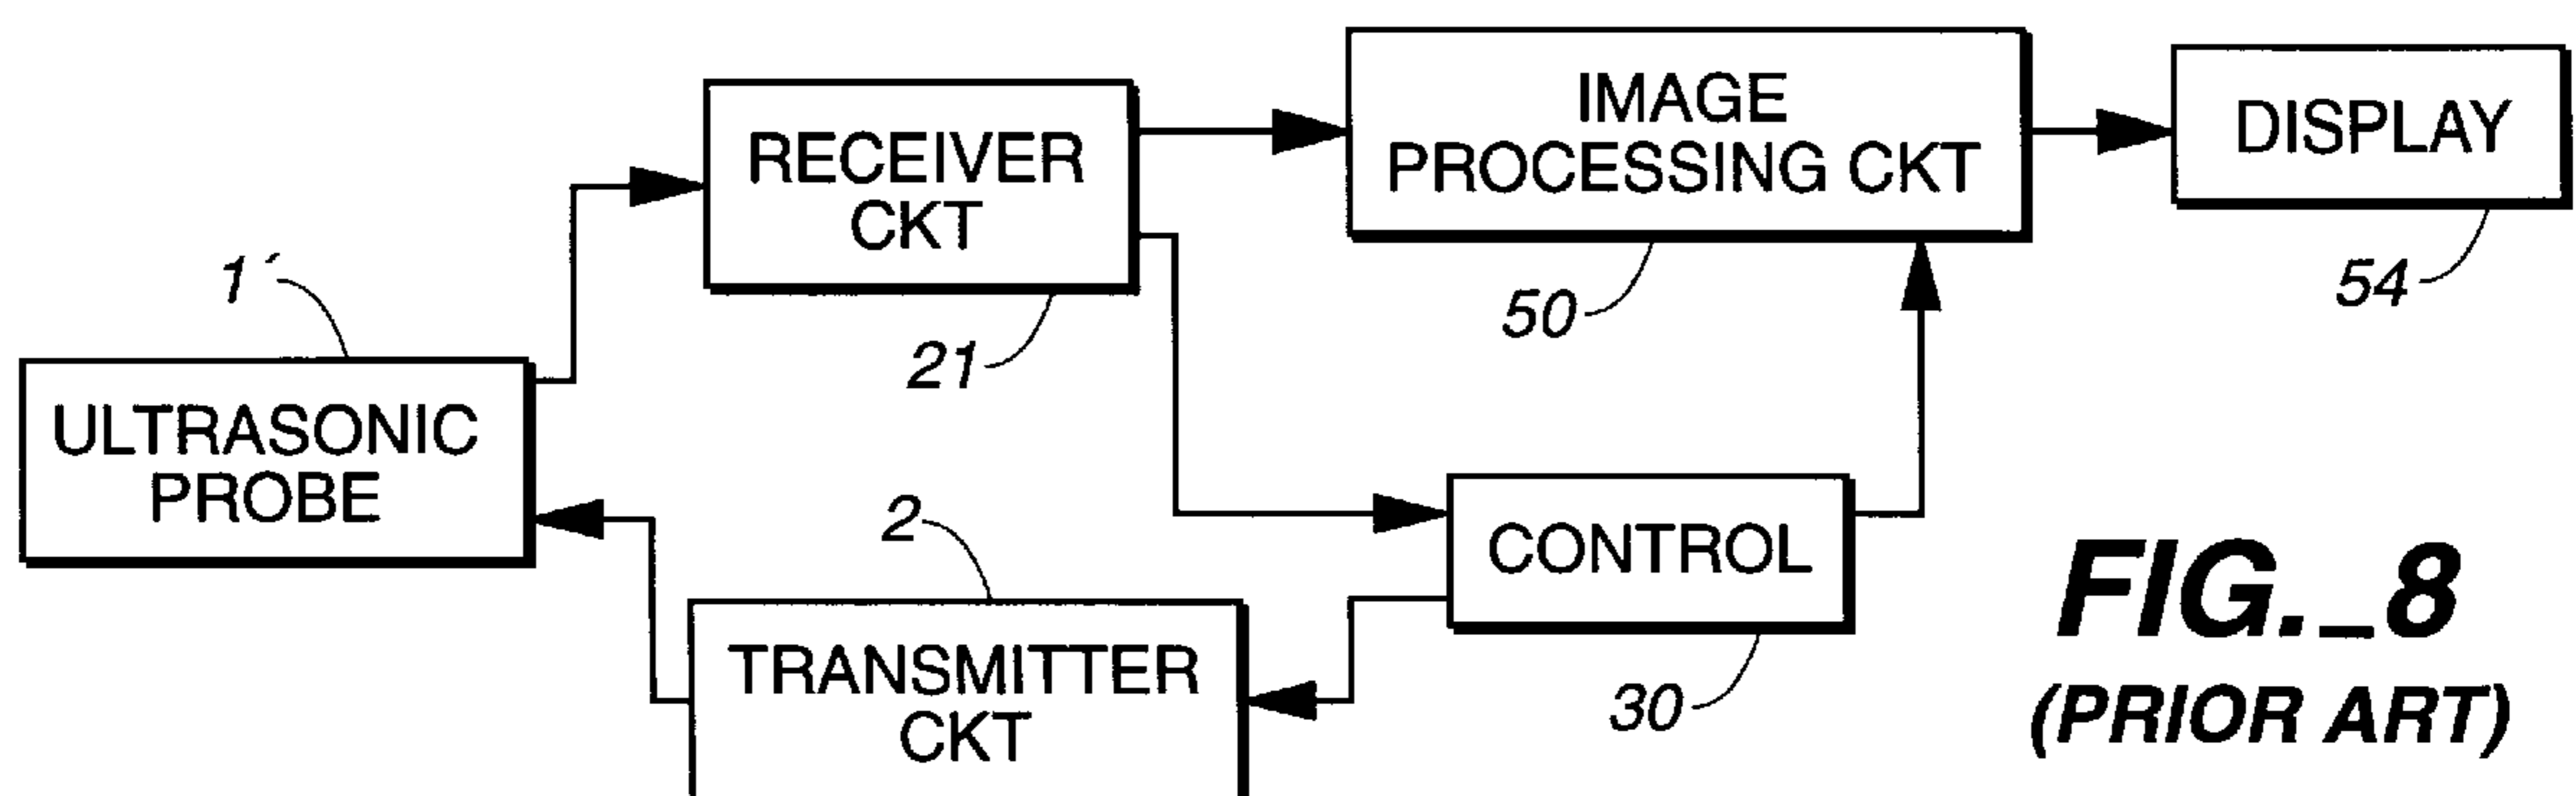 IMAGE
PROCESSING CKT
DISPLAY
RECEIVER
CKT
1´
21
50
54
ULTRASONIC
PROBE
2
CONTROL
TRANSMITTER
CKT
30
FIG._8
(PRIOR ART)